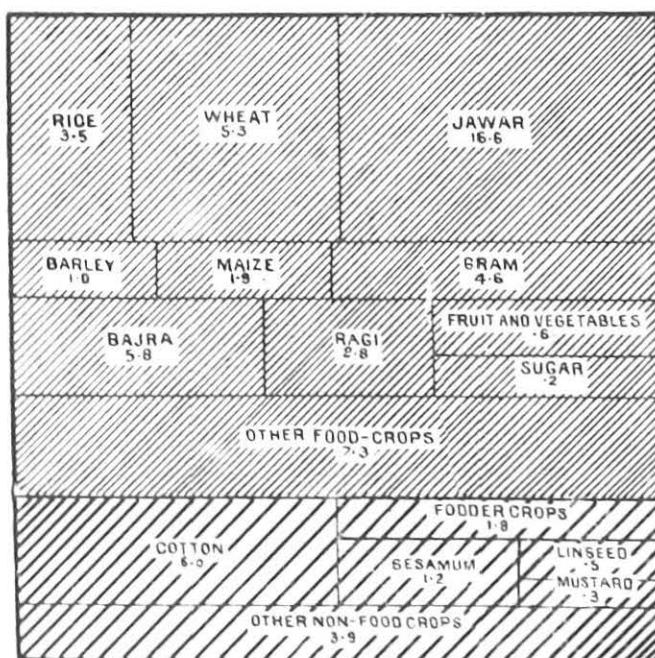 RICE
3·5
WHEAT
5·3
JAWAR
16·6
BARLEY
1·0
MAIZE
1·9
GRAM
4·6
BAJRA
5·8
RAGI
2·8
FRUIT AND VEGETABLES
·6
SUGAR
·2
OTHER FOOD-CROPS
7·3
COTTON
6·0
FODDER CROPS
1·8
SESAMUM
1·2
LINSEED
·5
MUSTARD
·3
OTHER NON-FOOD CROPS
3·9